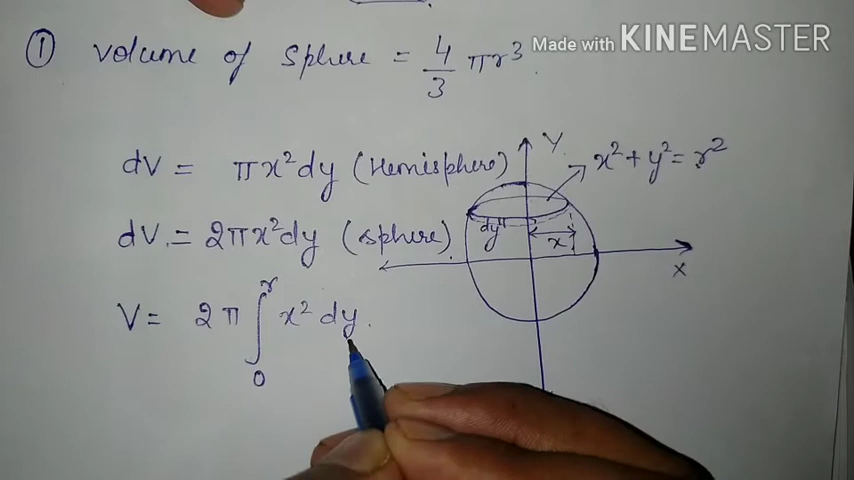 Made with KINEMASTER
① Volume of Sphere = 4/3 πr³.
dV = πx²dy (Hemisphere)
Y
x² + y² = r²
dV = 2πx²dy (sphere)
dy
x
X
V = 2π ∫₀ʳ x² dy.